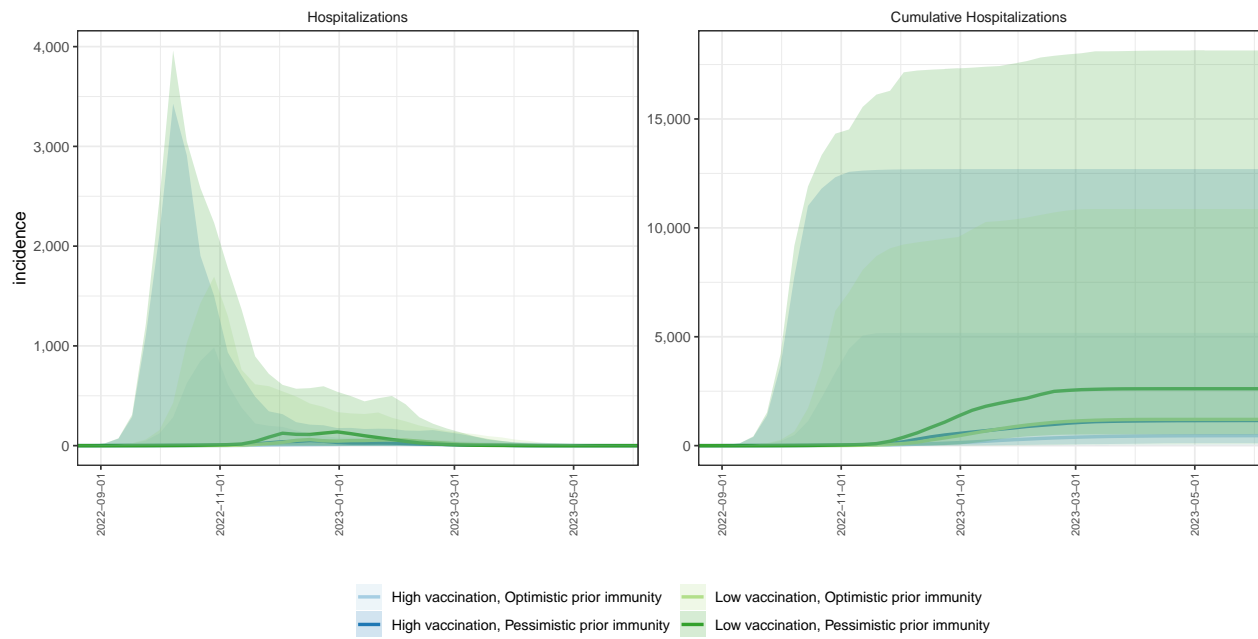 Hospitalizations
Cumulative Hospitalizations
incidence
4,000
3,000
2,000
1,000
0
15,000
10,000
5,000
0
2022−09−01
2022−11−01
2023−01−01
2023−03−01
2023−05−01
2022−09−01
2022−11−01
2023−01−01
2023−03−01
2023−05−01
High vaccination, Optimistic prior immunity
Low vaccination, Optimistic prior immunity
High vaccination, Pessimistic prior immunity
Low vaccination, Pessimistic prior immunity